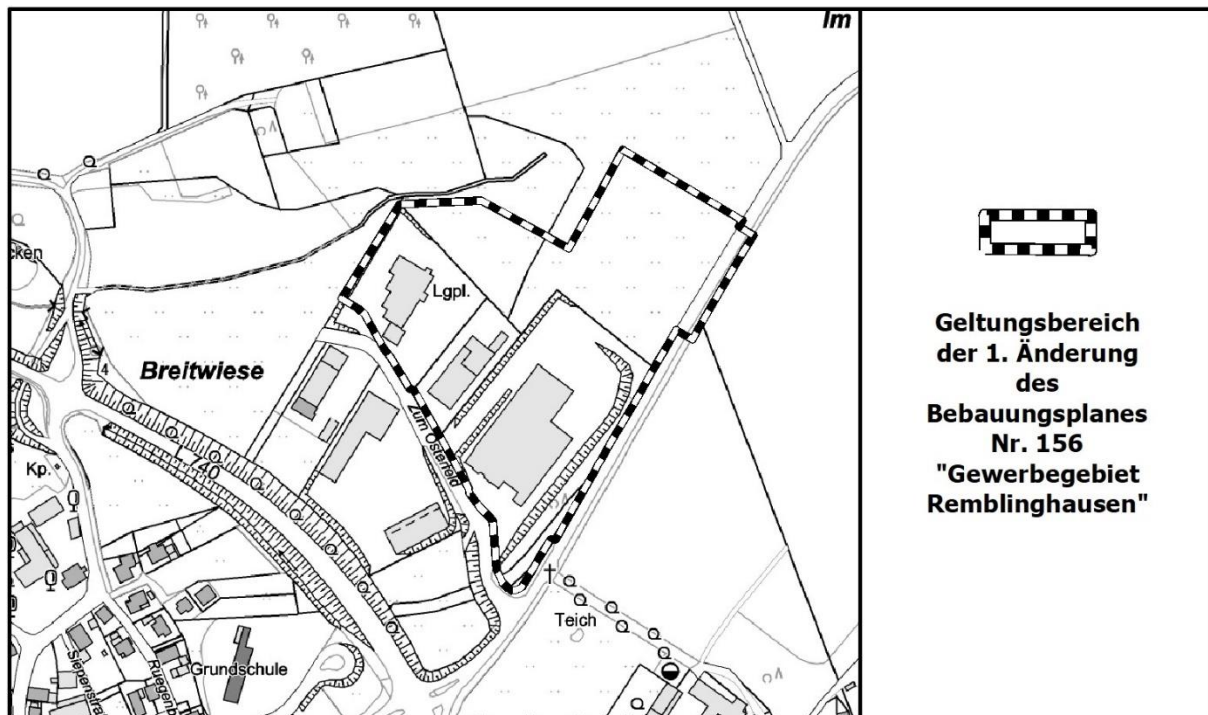 Im
cken
Lgpl.
Breitwiese
4
Zum Osterfeld
L 740
Kp.
Teich
Grundschule
Geltungsbereich
der 1. Änderung
des
Bebauungsplanes
Nr. 156
"Gewerbegebiet
Remblinghausen"